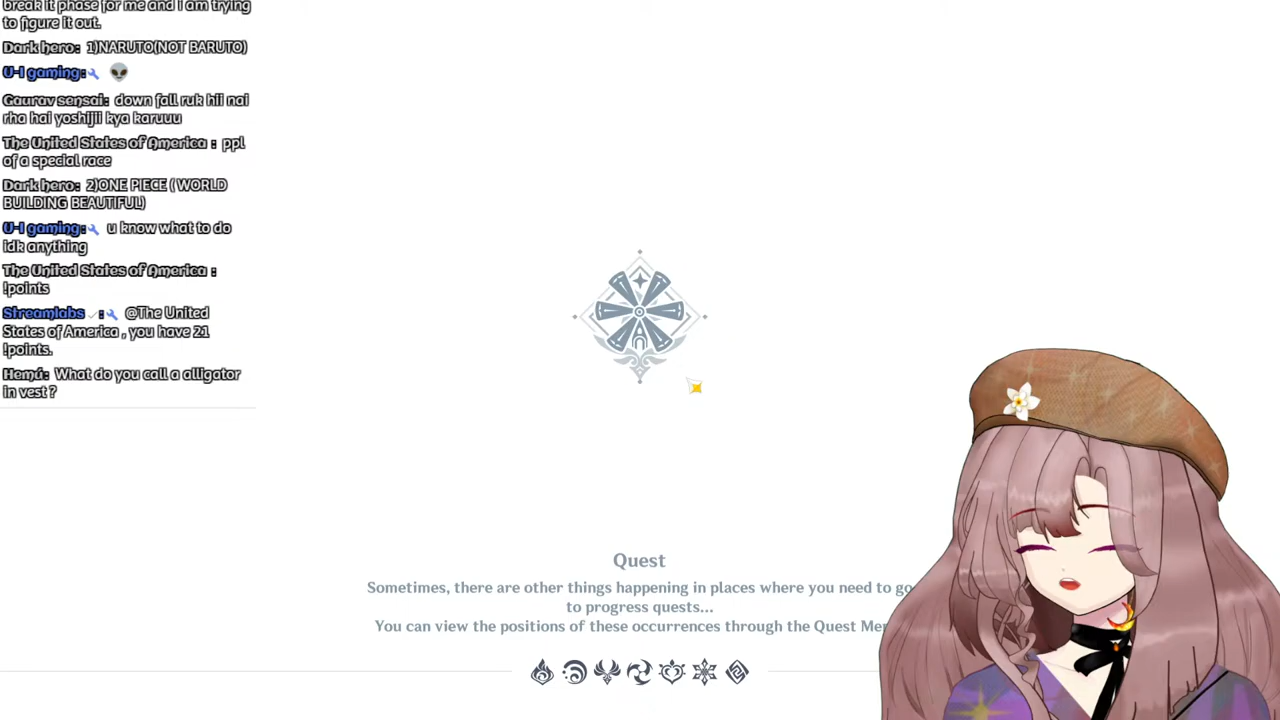 break it phase for me and i am trying
to figure it out.
Dark hero: 1)NARUTO(NOT BARUTO)
U-I gaming: 👽
Gaurav sensai: down fall ruk hii nai
rha hai yoshijii kya karuuu
The United States of America : ppl
of a special race
Dark hero: 2)ONE PIECE ( WORLD
BUILDING BEAUTIFUL)
U-I gaming: u know what to do
idk anything
The United States of America :
!points
Streamlabs : @The United
States of America , you have 21
!points.
Hemú: What do you call a alligator
in vest ?
Quest
Sometimes, there are other things happening in places where you need to go
to progress quests...
You can view the positions of these occurrences through the Quest